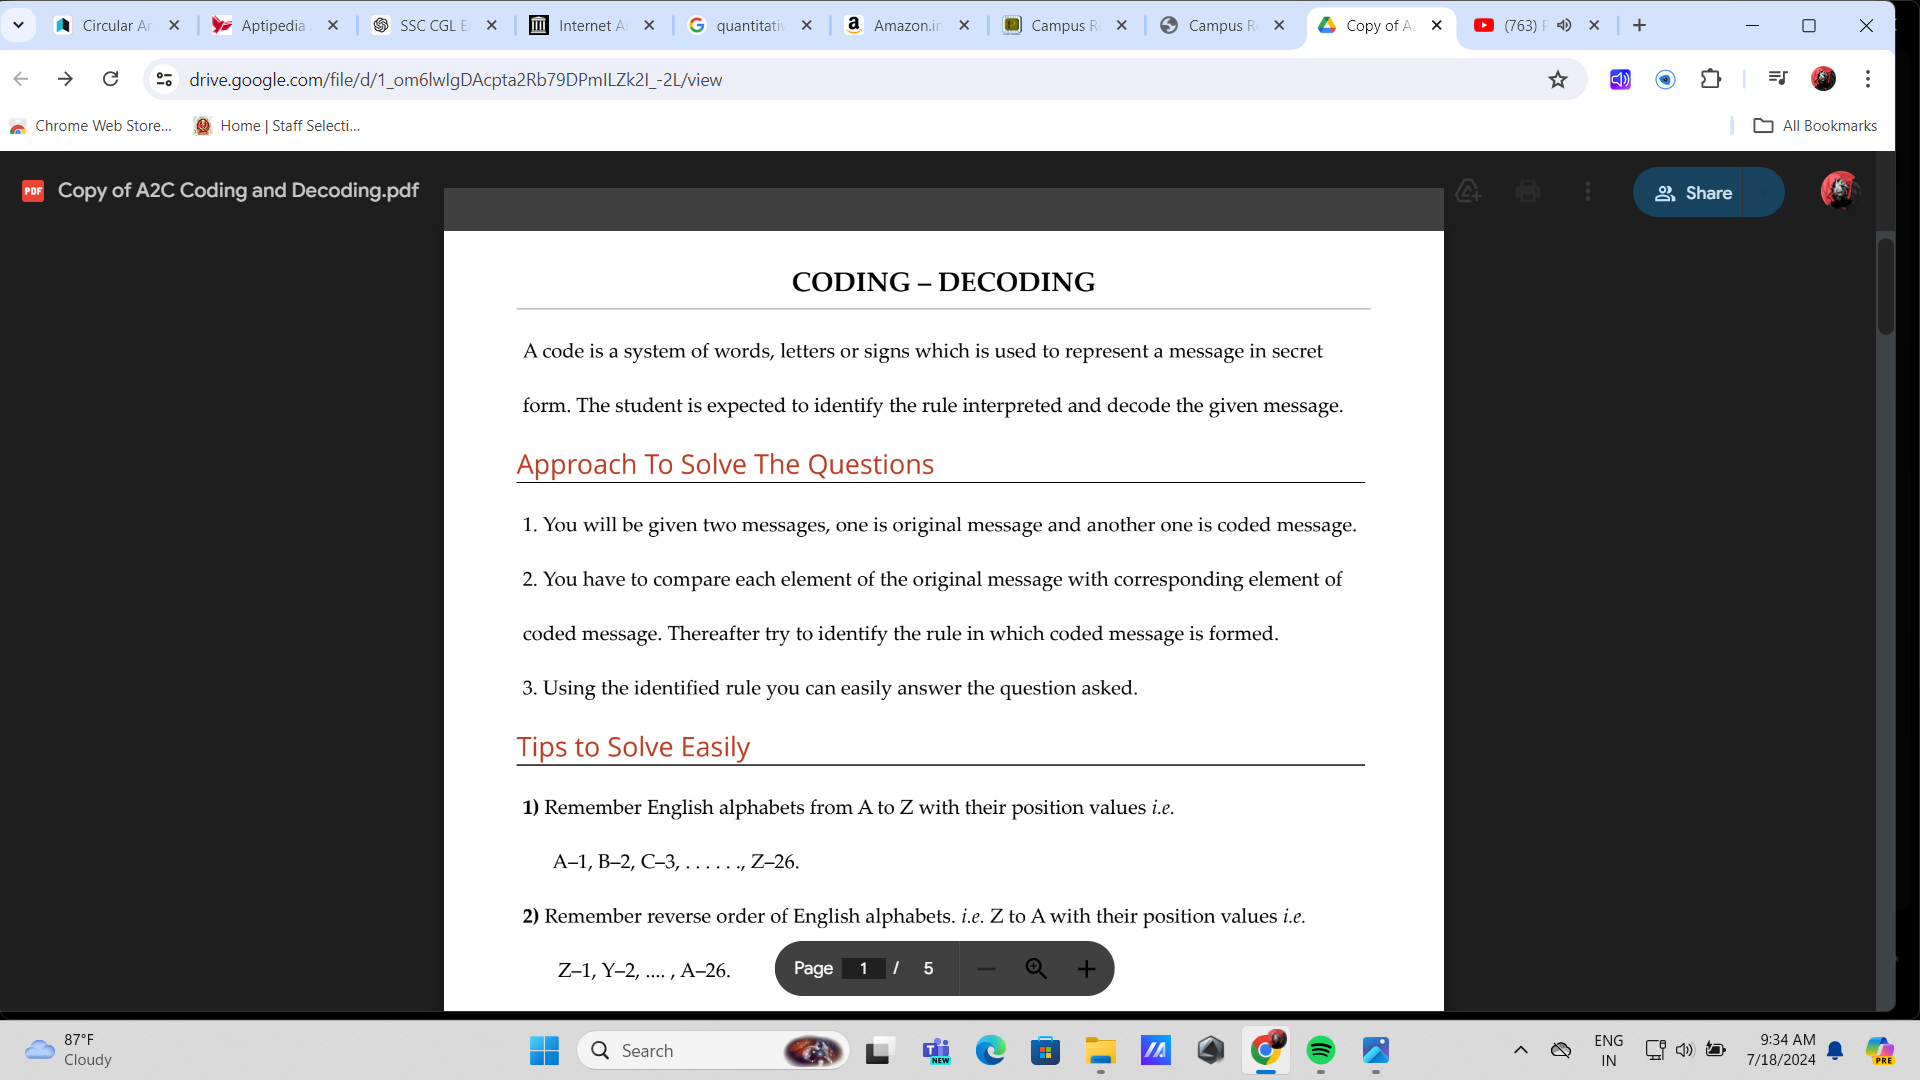 Circular Ar
Aptipedia
SSC CGL E
Internet A
quantitativ
Amazon.in
Campus R
Campus R
Copy of A
(763)
drive.google.com/file/d/
Chrome Web Store...
Home | Staff Selecti...
All Bookmarks
PDF
Copy of A2C Coding and Decoding.pdf
Share
CODING – DECODING
A code is a system of words, letters or signs which is used to represent a message in secret
form. The student is expected to identify the rule interpreted and decode the given message.
Approach To Solve The Questions
1. You will be given two messages, one is original message and another one is coded message.
2. You have to compare each element of the original message with corresponding element of
coded message. Thereafter try to identify the rule in which coded message is formed.
3. Using the identified rule you can easily answer the question asked.
Tips to Solve Easily
1) Remember English alphabets from A to Z with their position values i.e.
A–1, B–2, C–3, . . . . . ., Z–26.
2) Remember reverse order of English alphabets. i.e. Z to A with their position values i.e.
Z–1, Y–2, .... , A–26.
Page 1 / 5
87°F
Cloudy
Search
NEW
ENG
IN
9:34 AM
7/18/2024
PRE